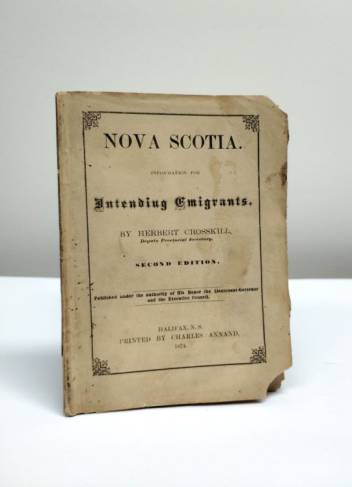 NOVA SCOTIA.
INFORMATION FOR
Intending Emigrants.
BY HERBERT CROSSKILL,
Deputy Provincial Secretary.
SECOND EDITION.
Published under the authority of His Honor the Lieutenant-Governor
and the Executive Council.
HALIFAX, N. S.
PRINTED BY CHARLES ANNAND.
1874.